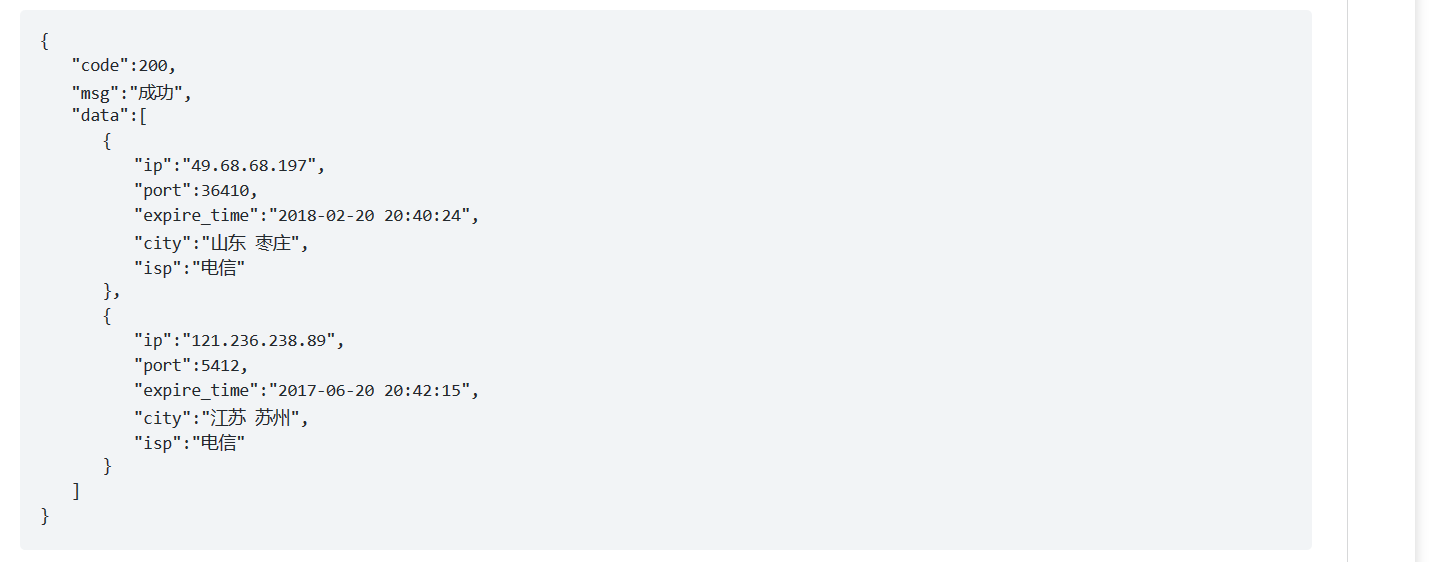 {
"code":200,
"msg":"成功",
"data":[
{
"ip":"49.68.68.197",
"port":36410,
"expire_time":"2018-02-20 20:40:24",
"city":"山东 枣庄",
"isp":"电信"
},
{
"ip":"121.236.238.89",
"port":5412,
"expire_time":"2017-06-20 20:42:15",
"city":"江苏 苏州",
"isp":"电信"
}
]
}